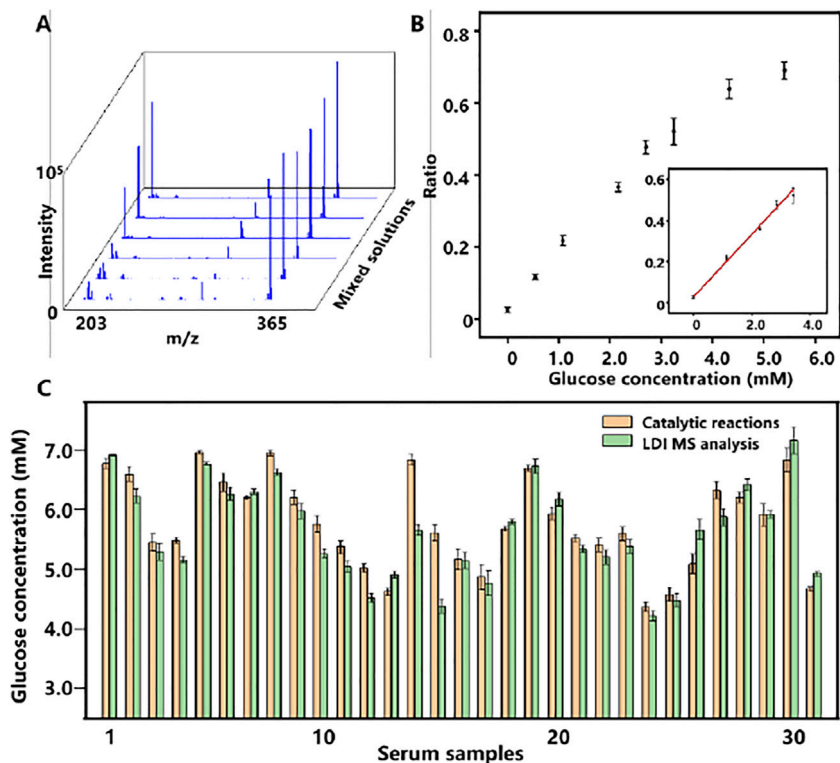 A
10⁵
Intensity
0
203
365
m/z
Mixed solutions
B
0.8
0.6
0.4
0.2
0
Ratio
0
1.0
2.0
3.0
4.0
5.0
6.0
Glucose concentration (mM)
0.6
0.4
0.2
0
0
2.0
4.0
C
7.0
6.0
5.0
4.0
3.0
Glucose concentration (mM)
Catalytic reactions
LDI MS analysis
1
10
20
30
Serum samples